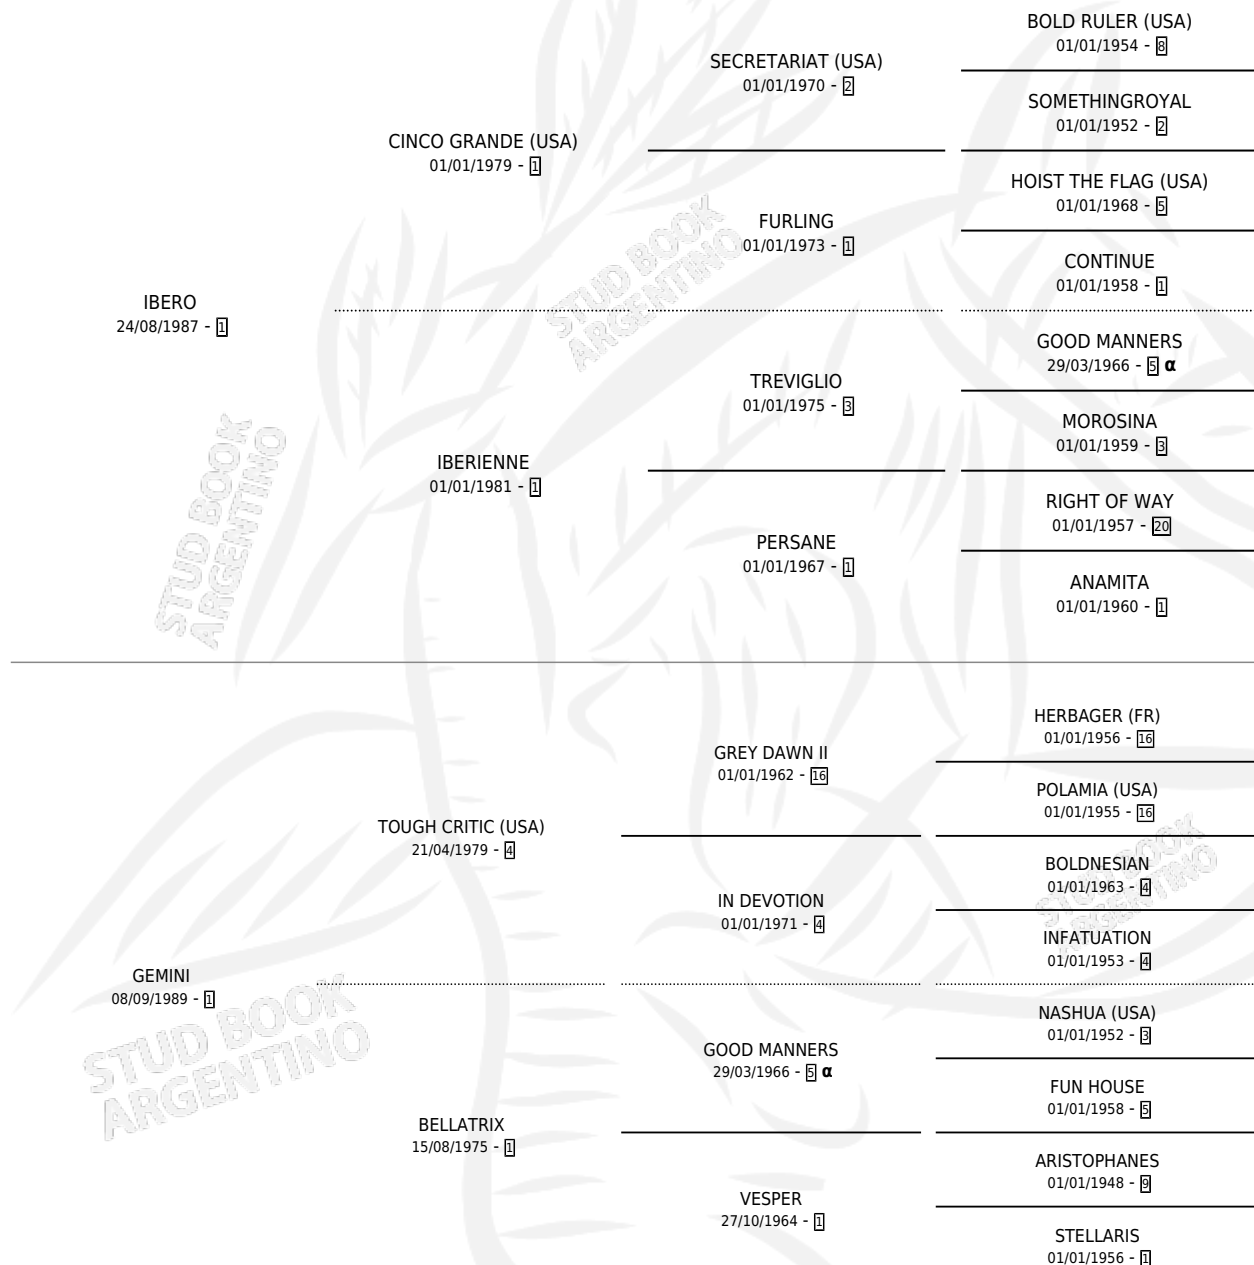 BOLD RULER (USA)
01/01/1954 - 8
SECRETARIAT (USA)
01/01/1970 - 2
SOMETHINGROYAL
01/01/1952 - 2
CINCO GRANDE (USA)
01/01/1979 - 1
HOIST THE FLAG (USA)
01/01/1968 - 5
FURLING
01/01/1973 - 1
CONTINUE
01/01/1958 - 1
IBERO
24/08/1987 - 1
GOOD MANNERS
29/03/1966 - 5 α
TREVIGLIO
01/01/1975 - 3
MOROSINA
01/01/1959 - 3
IBERIENNE
01/01/1981 - 1
RIGHT OF WAY
01/01/1957 - 20
PERSANE
01/01/1967 - 1
ANAMITA
01/01/1960 - 1
HERBAGER (FR)
01/01/1956 - 16
GREY DAWN II
01/01/1962 - 16
POLAMIA (USA)
01/01/1955 - 16
TOUGH CRITIC (USA)
21/04/1979 - 4
BOLDNESIAN
01/01/1963 - 4
IN DEVOTION
01/01/1971 - 4
INFATUATION
01/01/1953 - 4
GEMINI
08/09/1989 - 1
NASHUA (USA)
01/01/1952 - 3
GOOD MANNERS
29/03/1966 - 5 α
FUN HOUSE
01/01/1958 - 5
BELLATRIX
15/08/1975 - 1
ARISTOPHANES
01/01/1948 - 9
VESPER
27/10/1964 - 1
STELLARIS
01/01/1956 - 1
STUD BOOK
ARGENTINO
STUD BOOK
ARGENTINO
STUD BOOK
ARGENTINO
STUD BOOK
ARGENTINO